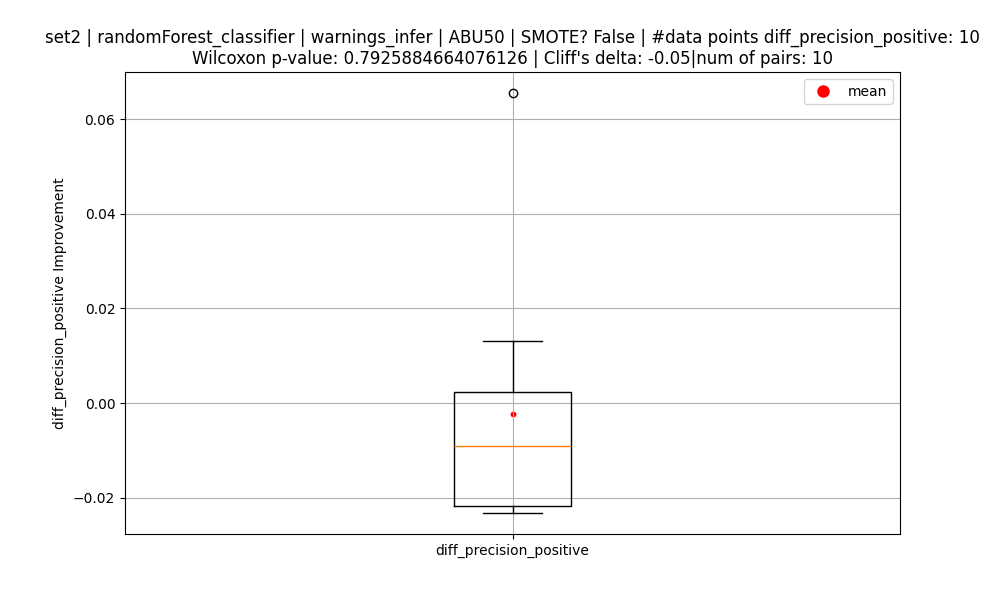 set2 | randomForest_classifier | warnings_infer | ABU50 | SMOTE? False | #data points diff_precision_positive: 10
Wilcoxon p-value: 0.7925884664076126 | Cliff's delta: -0.05|num of pairs: 10
mean
0.06
0.04
0.02
0.00
−0.02
diff_precision_positive Improvement
diff_precision_positive